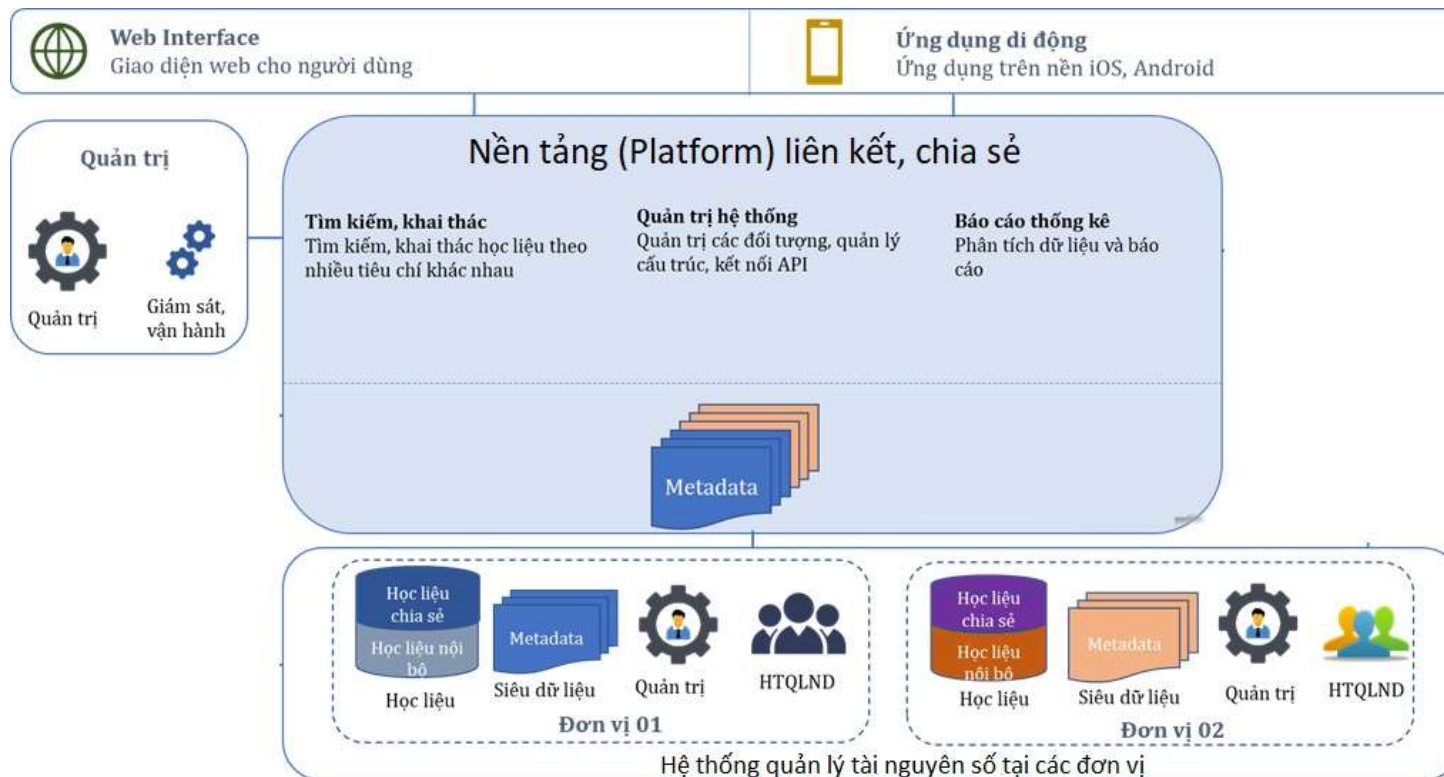 Web Interface
Giao diện web cho người dùng
Ứng dụng di động
Ứng dụng trên nền iOS, Android
Quản trị
Quản trị
Giám sát,
vận hành
Nền tảng (Platform) liên kết, chia sẻ
Tìm kiếm, khai thác
Tìm kiếm, khai thác học liệu theo
nhiều tiêu chí khác nhau
Quản trị hệ thống
Quản trị các đối tượng, quản lý
cấu trúc, kết nối API
Báo cáo thống kê
Phân tích dữ liệu và báo
cáo
Metadata
Học liệu
chia sẻ
Học liệu nội
bộ
Học liệu
Metadata
Siêu dữ liệu
Quản trị
HTQLND
Đơn vị 01
Học liệu
chia sẻ
Học liệu
nội bộ
Học liệu
Metadata
Siêu dữ liệu
Quản trị
HTQLND
Đơn vị 02
Hệ thống quản lý tài nguyên số tại các đơn vị